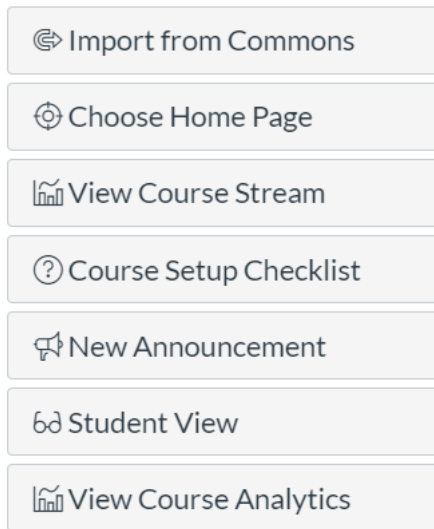 Import from Commons
Choose Home Page
View Course Stream
Course Setup Checklist
New Announcement
Student View
View Course Analytics